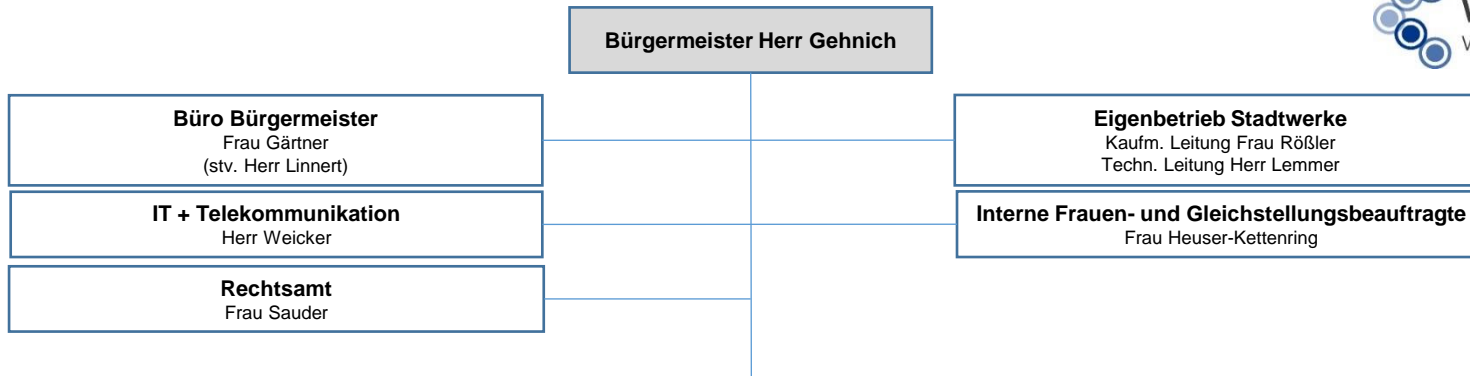 Bürgermeister Herr Gehnich
Büro Bürgermeister
Frau Gärtner
(stv. Herr Linnert)
Eigenbetrieb Stadtwerke
Kaufm. Leitung Frau Rößler
Techn. Leitung Herr Lemmer
IT + Telekommunikation
Herr Weicker
Interne Frauen- und Gleichstellungsbeauftragte
Frau Heuser-Kettenring
Rechtsamt
Frau Sauder